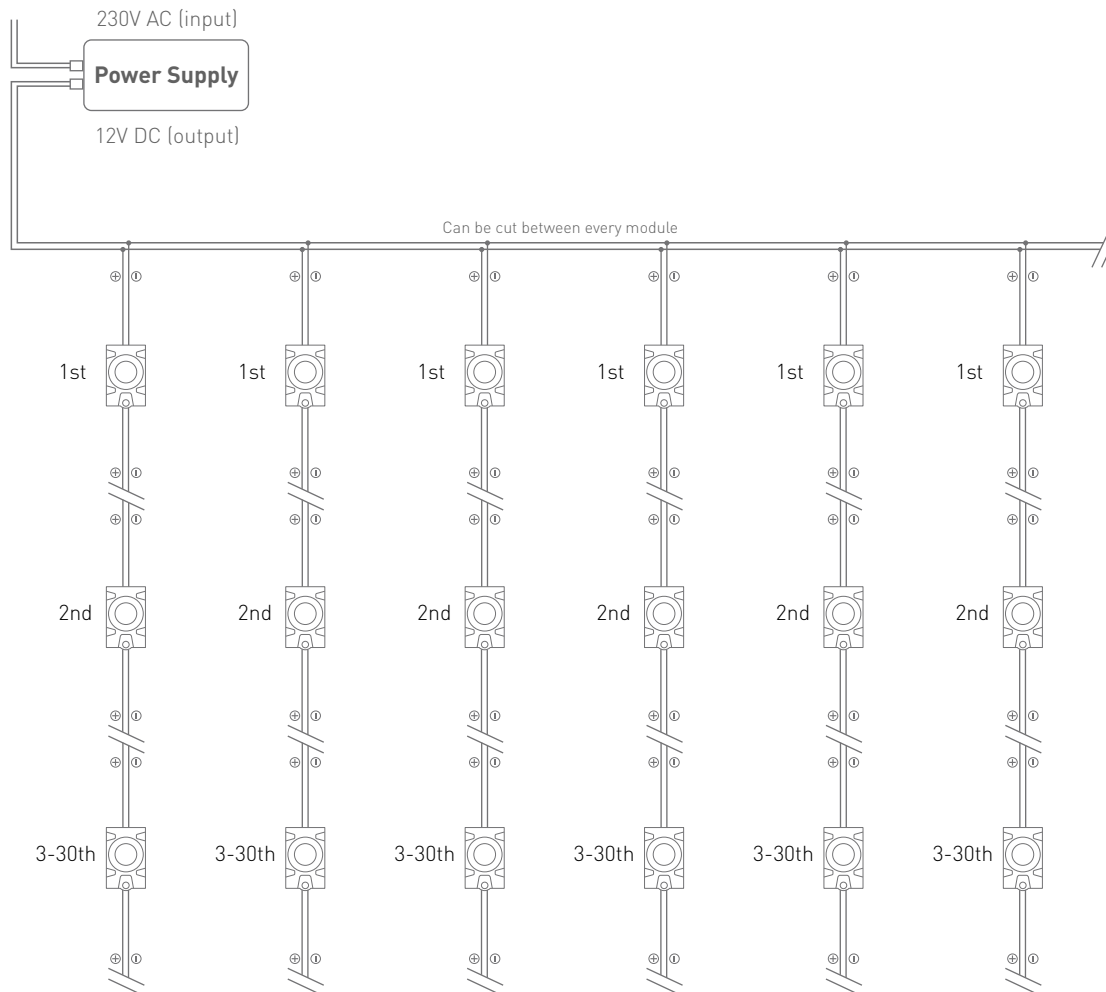 230V AC (input)
Power Supply
12V DC (output)
Can be cut between every module
1st 1st 1st 1st 1st 1st
2nd 2nd 2nd 2nd 2nd 2nd
3-30th 3-30th 3-30th 3-30th 3-30th 3-30th